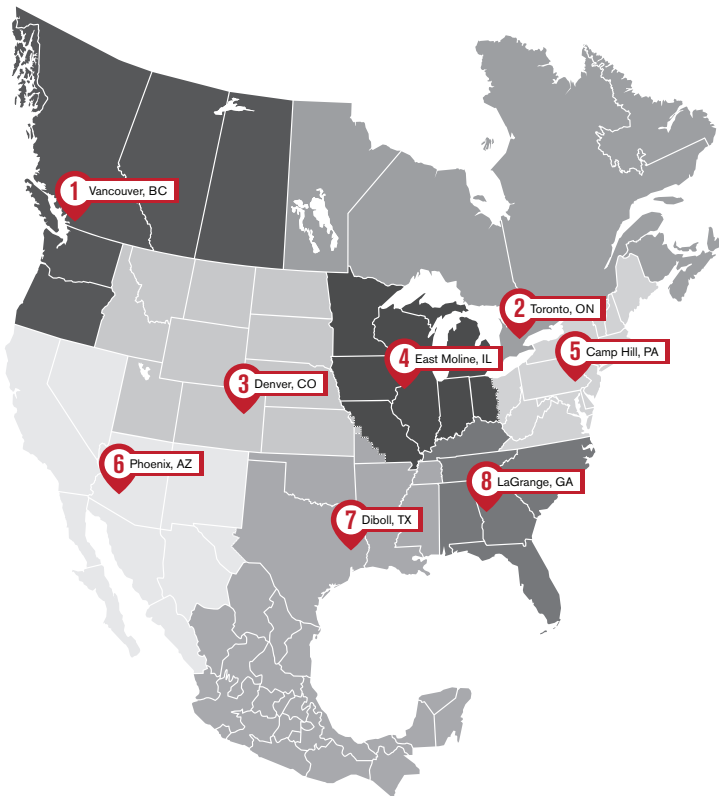 1 Vancouver, BC
2 Toronto, ON
5 Camp Hill, PA
4 East Moline, IL
3 Denver, CO
6 Phoenix, AZ
8 LaGrange, GA
7 Diboll, TX